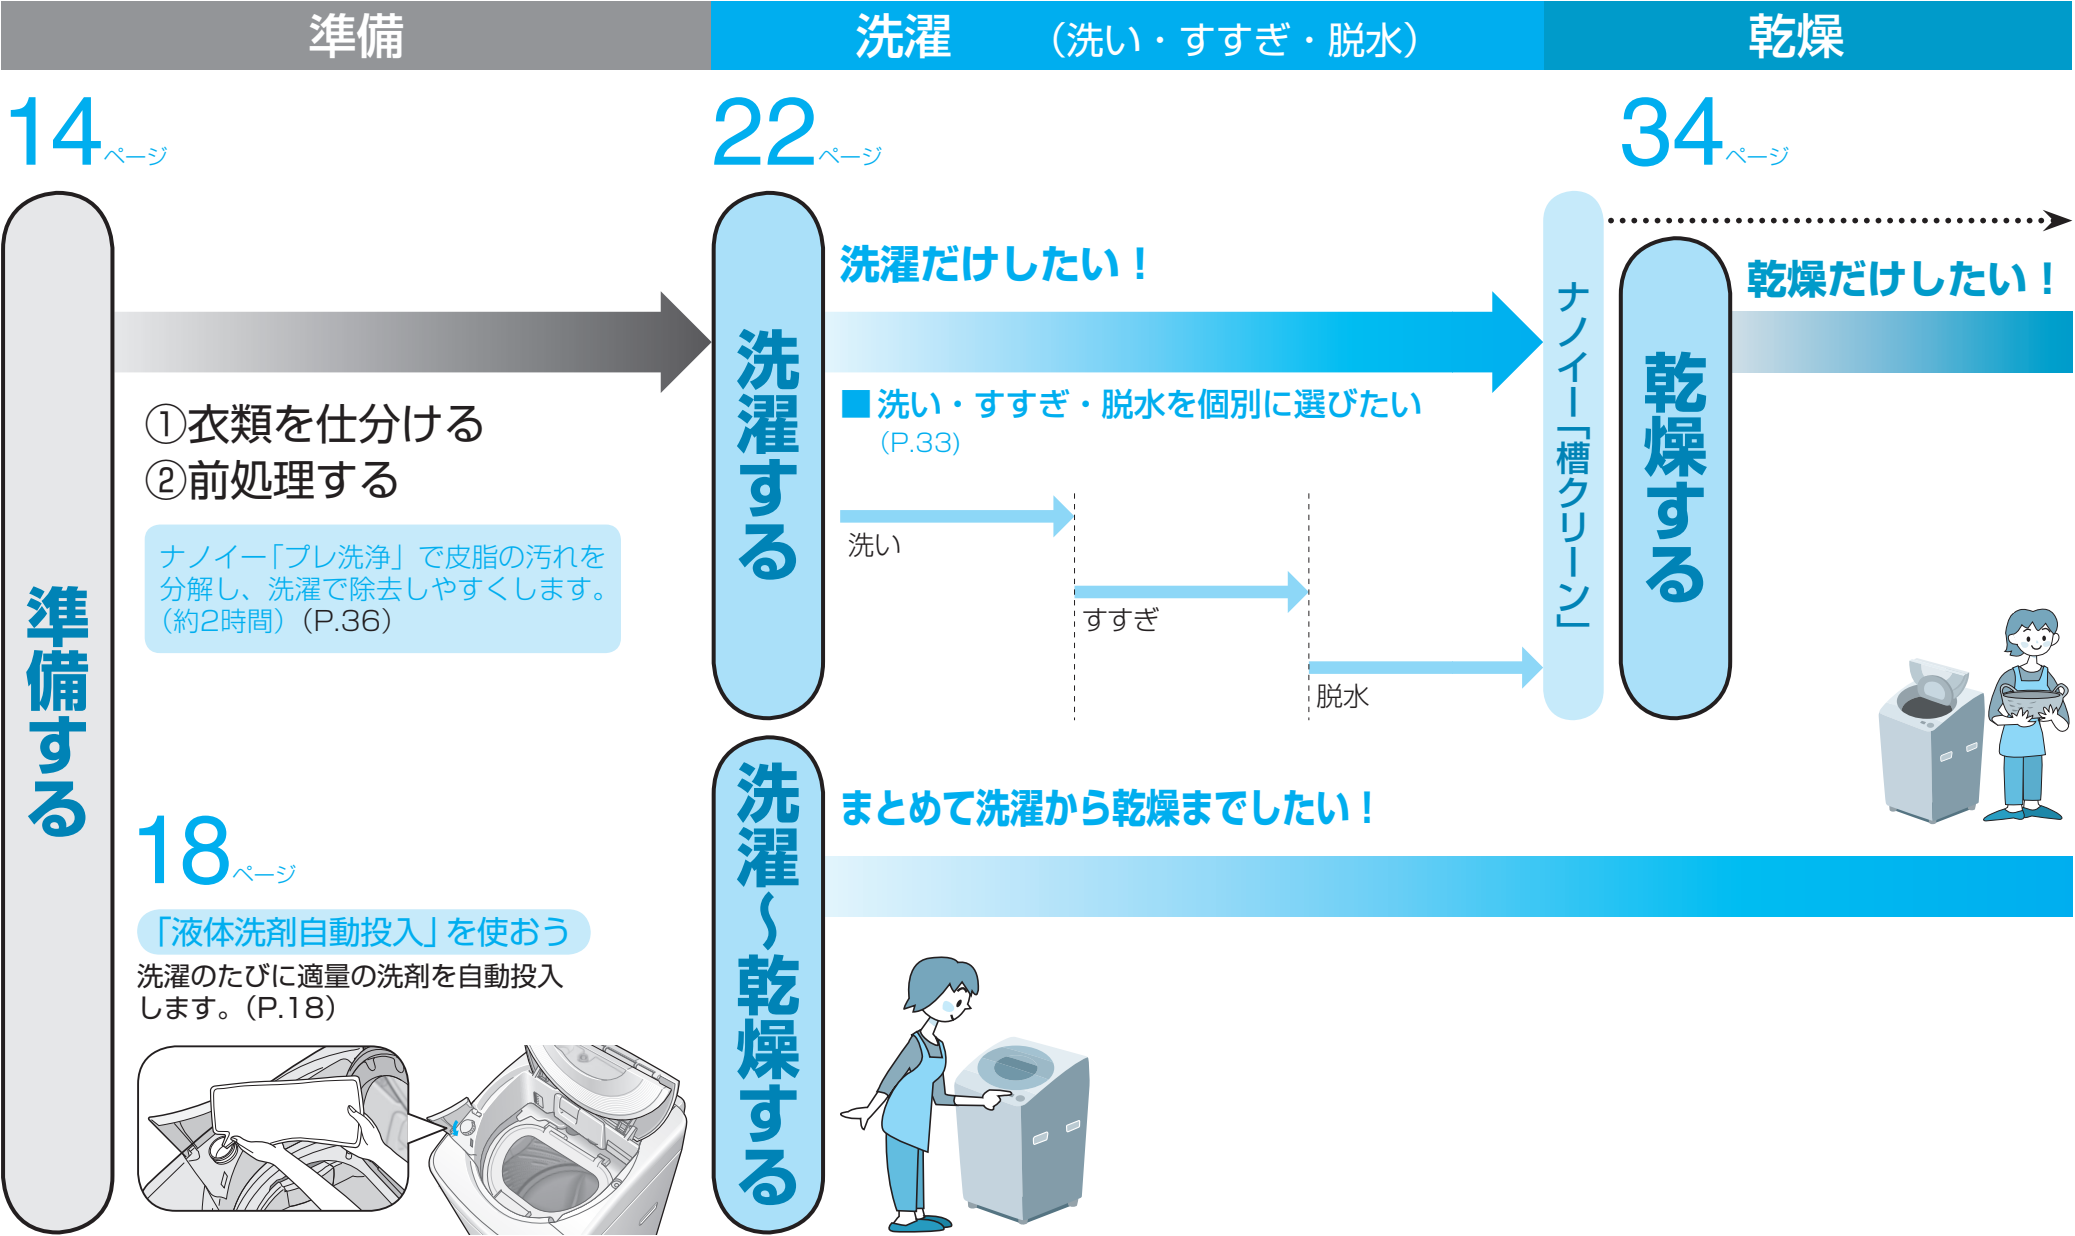 準備
洗濯 （洗い・すすぎ・脱水）
乾燥
14ページ
準備する
①衣類を仕分ける
②前処理する
ナノイー「プレ洗浄」で皮脂の汚れを
分解し、洗濯で除去しやすくします。
（約2時間）（P.36）
18ページ
「液体洗剤自動投入」を使おう
洗濯のたびに適量の洗剤を自動投入
します。（P.18）
22ページ
洗濯する
洗濯だけしたい！
■洗い・すすぎ・脱水を個別に選びたい
（P.33）
洗い
すすぎ
脱水
ナノイー「槽クリーン」
34ページ
乾燥する
乾燥だけしたい！
洗濯～乾燥する
まとめて洗濯から乾燥までしたい！